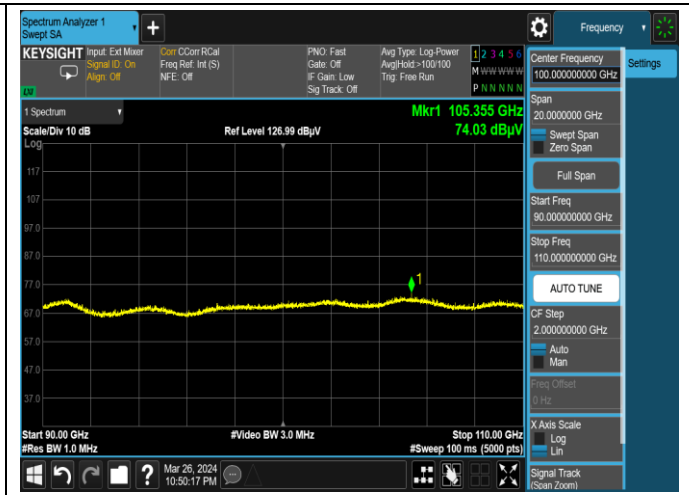 Spectrum Analyzer 1
Swept SA
+
Frequency
KEYSIGHT
Input: Ext Mixer
Signal ID: On
Align: Off
Corr CCorr RCal
Freq Ref: Int (S)
NFE: Off
PNO: Fast
Gate: Off
IF Gain: Low
Sig Track: Off
Avg Type: Log-Power
Avg|Hold:>100/100
Trig: Free Run
1 2 3 4 5 6
M W W W W W
P N N N N N
1 Spectrum
Mkr1 105.355 GHz
Scale/Div 10 dB
Ref Level 126.99 dBµV
74.03 dBµV
Log
117
107
97.0
87.0
77.0
67.0
57.0
47.0
37.0
1
Start 90.00 GHz
#Video BW 3.0 MHz
Stop 110.00 GHz
#Res BW 1.0 MHz
#Sweep 100 ms (5000 pts)
?
Mar 26, 2024
10:50:17 PM
Center Frequency
100.000000000 GHz
Settings
Span
20.0000000 GHz
Swept Span
Zero Span
Full Span
Start Freq
90.000000000 GHz
Stop Freq
110.000000000 GHz
AUTO TUNE
CF Step
2.000000000 GHz
Auto
Man
Freq Offset
0 Hz
X Axis Scale
Log
Lin
Signal Track
(Span Zoom)